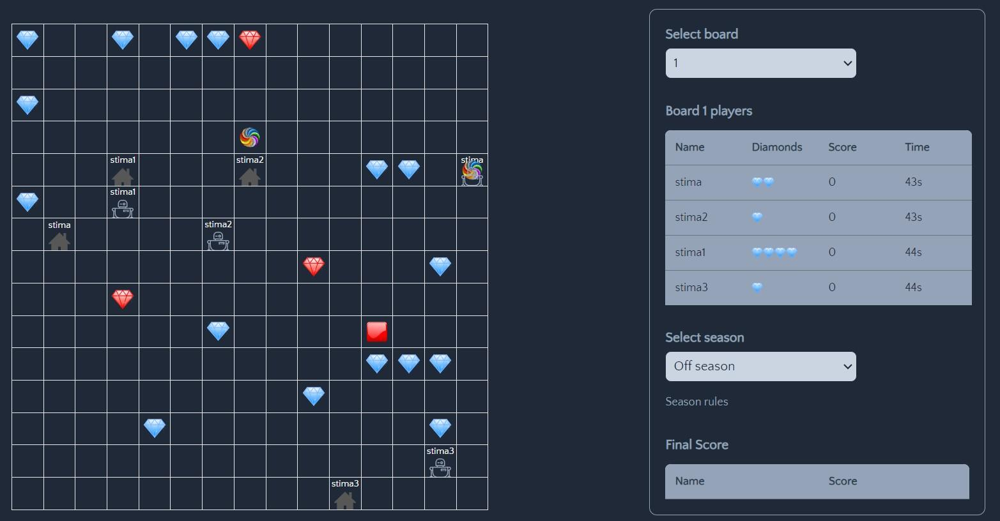 stima1
stima2
stima
stima1
stima
stima2
stima3
stima3
Select board
1
Board 1 players
Name Diamonds Score Time
stima 0 43s
stima2 0 43s
stima1 0 44s
stima3 0 44s
Select season
Off season
Season rules
Final Score
Name Score